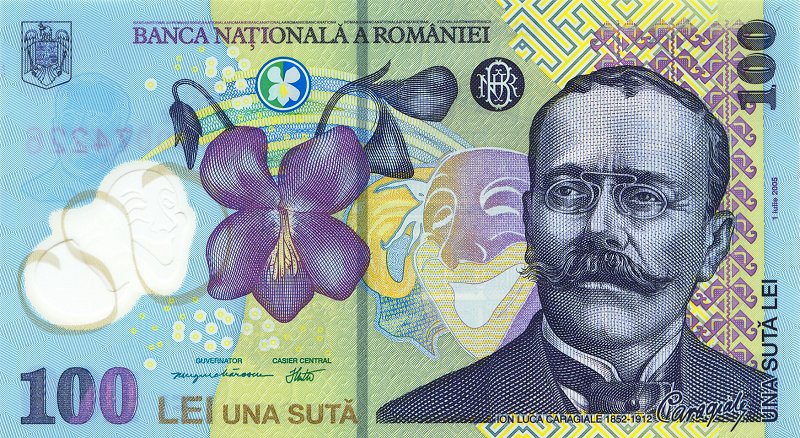 BANCA NAȚIONALĂ A ROMÂNIEI
100
1 iulie 2005
GUVERNATOR CASIER CENTRAL
100 LEI UNA SUTĂ
UNA SUTĂ LEI
ION LUCA CARAGIALE 1852-1912
Caragiale